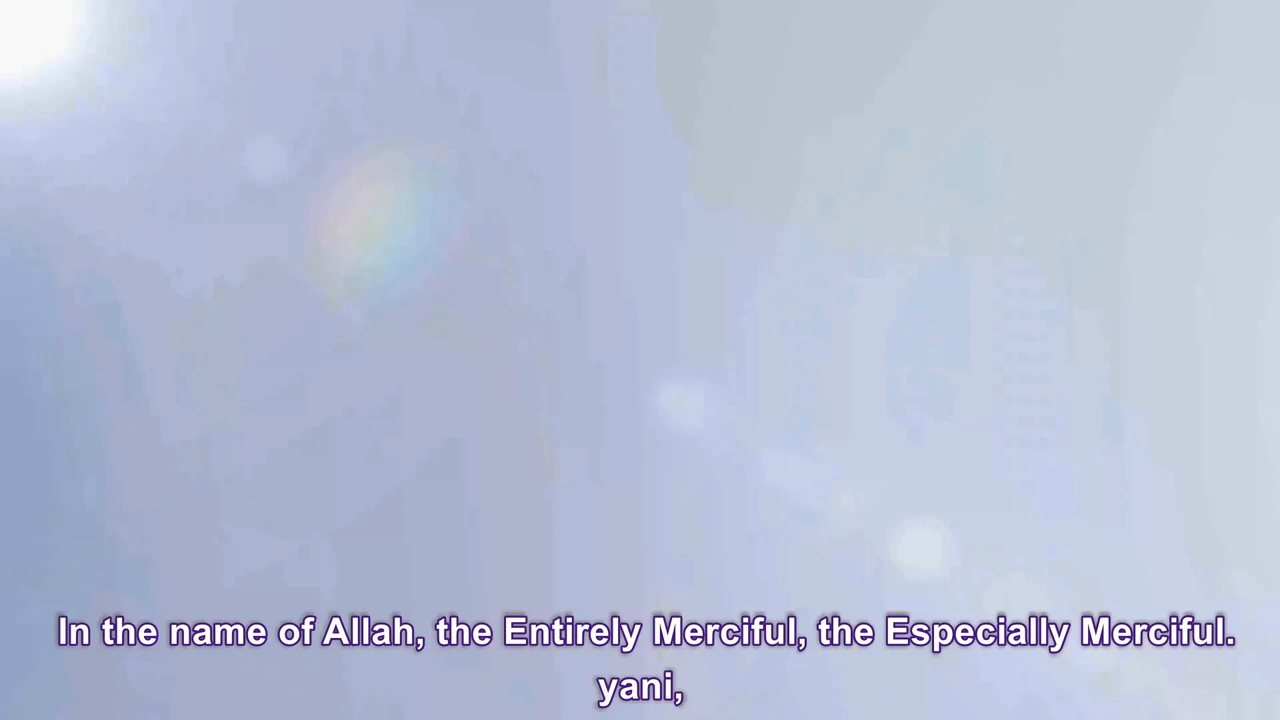 In the name of Allah, the Entirely Merciful, the Especially Merciful.
yani,